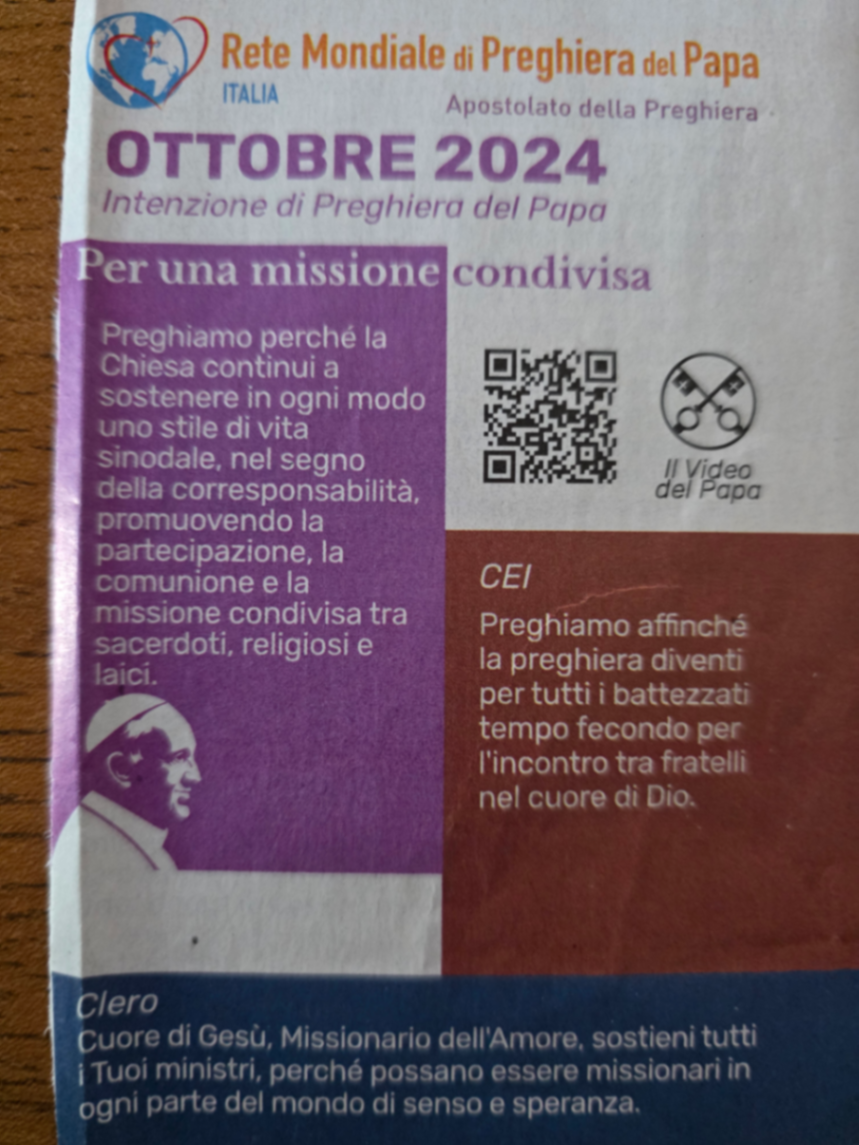 Rete Mondiale di Preghiera del Papa
ITALIA
Apostolato della Preghiera
OTTOBRE 2024
Intenzione di Preghiera del Papa
Per una missione condivisa
Preghiamo perché la
Chiesa continui a
sostenere in ogni modo
uno stile di vita
sinodale, nel segno
della corresponsabilità,
promuovendo la
partecipazione, la
comunione e la
missione condivisa tra
sacerdoti, religiosi e
laici.
Il Video
del Papa
CEI
Preghiamo affinché
la preghiera diventi
per tutti i battezzati
tempo fecondo per
l'incontro tra fratelli
nel cuore di Dio.
Clero
Cuore di Gesù, Missionario dell'Amore, sostieni tutti
i Tuoi ministri, perché possano essere missionari in
ogni parte del mondo di senso e speranza.